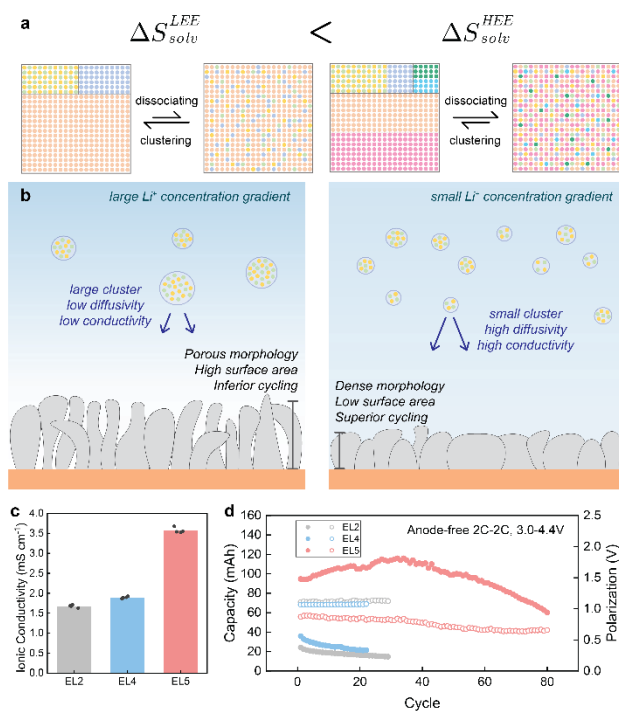 a
ΔS_{solv}^{LEE} < ΔS_{solv}^{HEE}
dissociating
clustering
dissociating
clustering
b
large Li⁺ concentration gradient
large cluster
low diffusivity
low conductivity
Porous morphology
High surface area
Inferior cycling
small Li⁺ concentration gradient
small cluster
high diffusivity
high conductivity
Dense morphology
Low surface area
Superior cycling
c
Ionic Conductivity (mS cm⁻¹)
4.0
3.5
3.0
2.5
2.0
1.5
1.0
0.5
0.0
EL2 EL4 EL5
d
EL2
EL4
EL5
Anode-free 2C-2C, 3.0-4.4V
Capacity (mAh)
160
140
120
100
80
60
40
20
0
0 20 40 60 80
Cycle
2.0
1.5
1.0
0.5
0.0
Polarization (V)